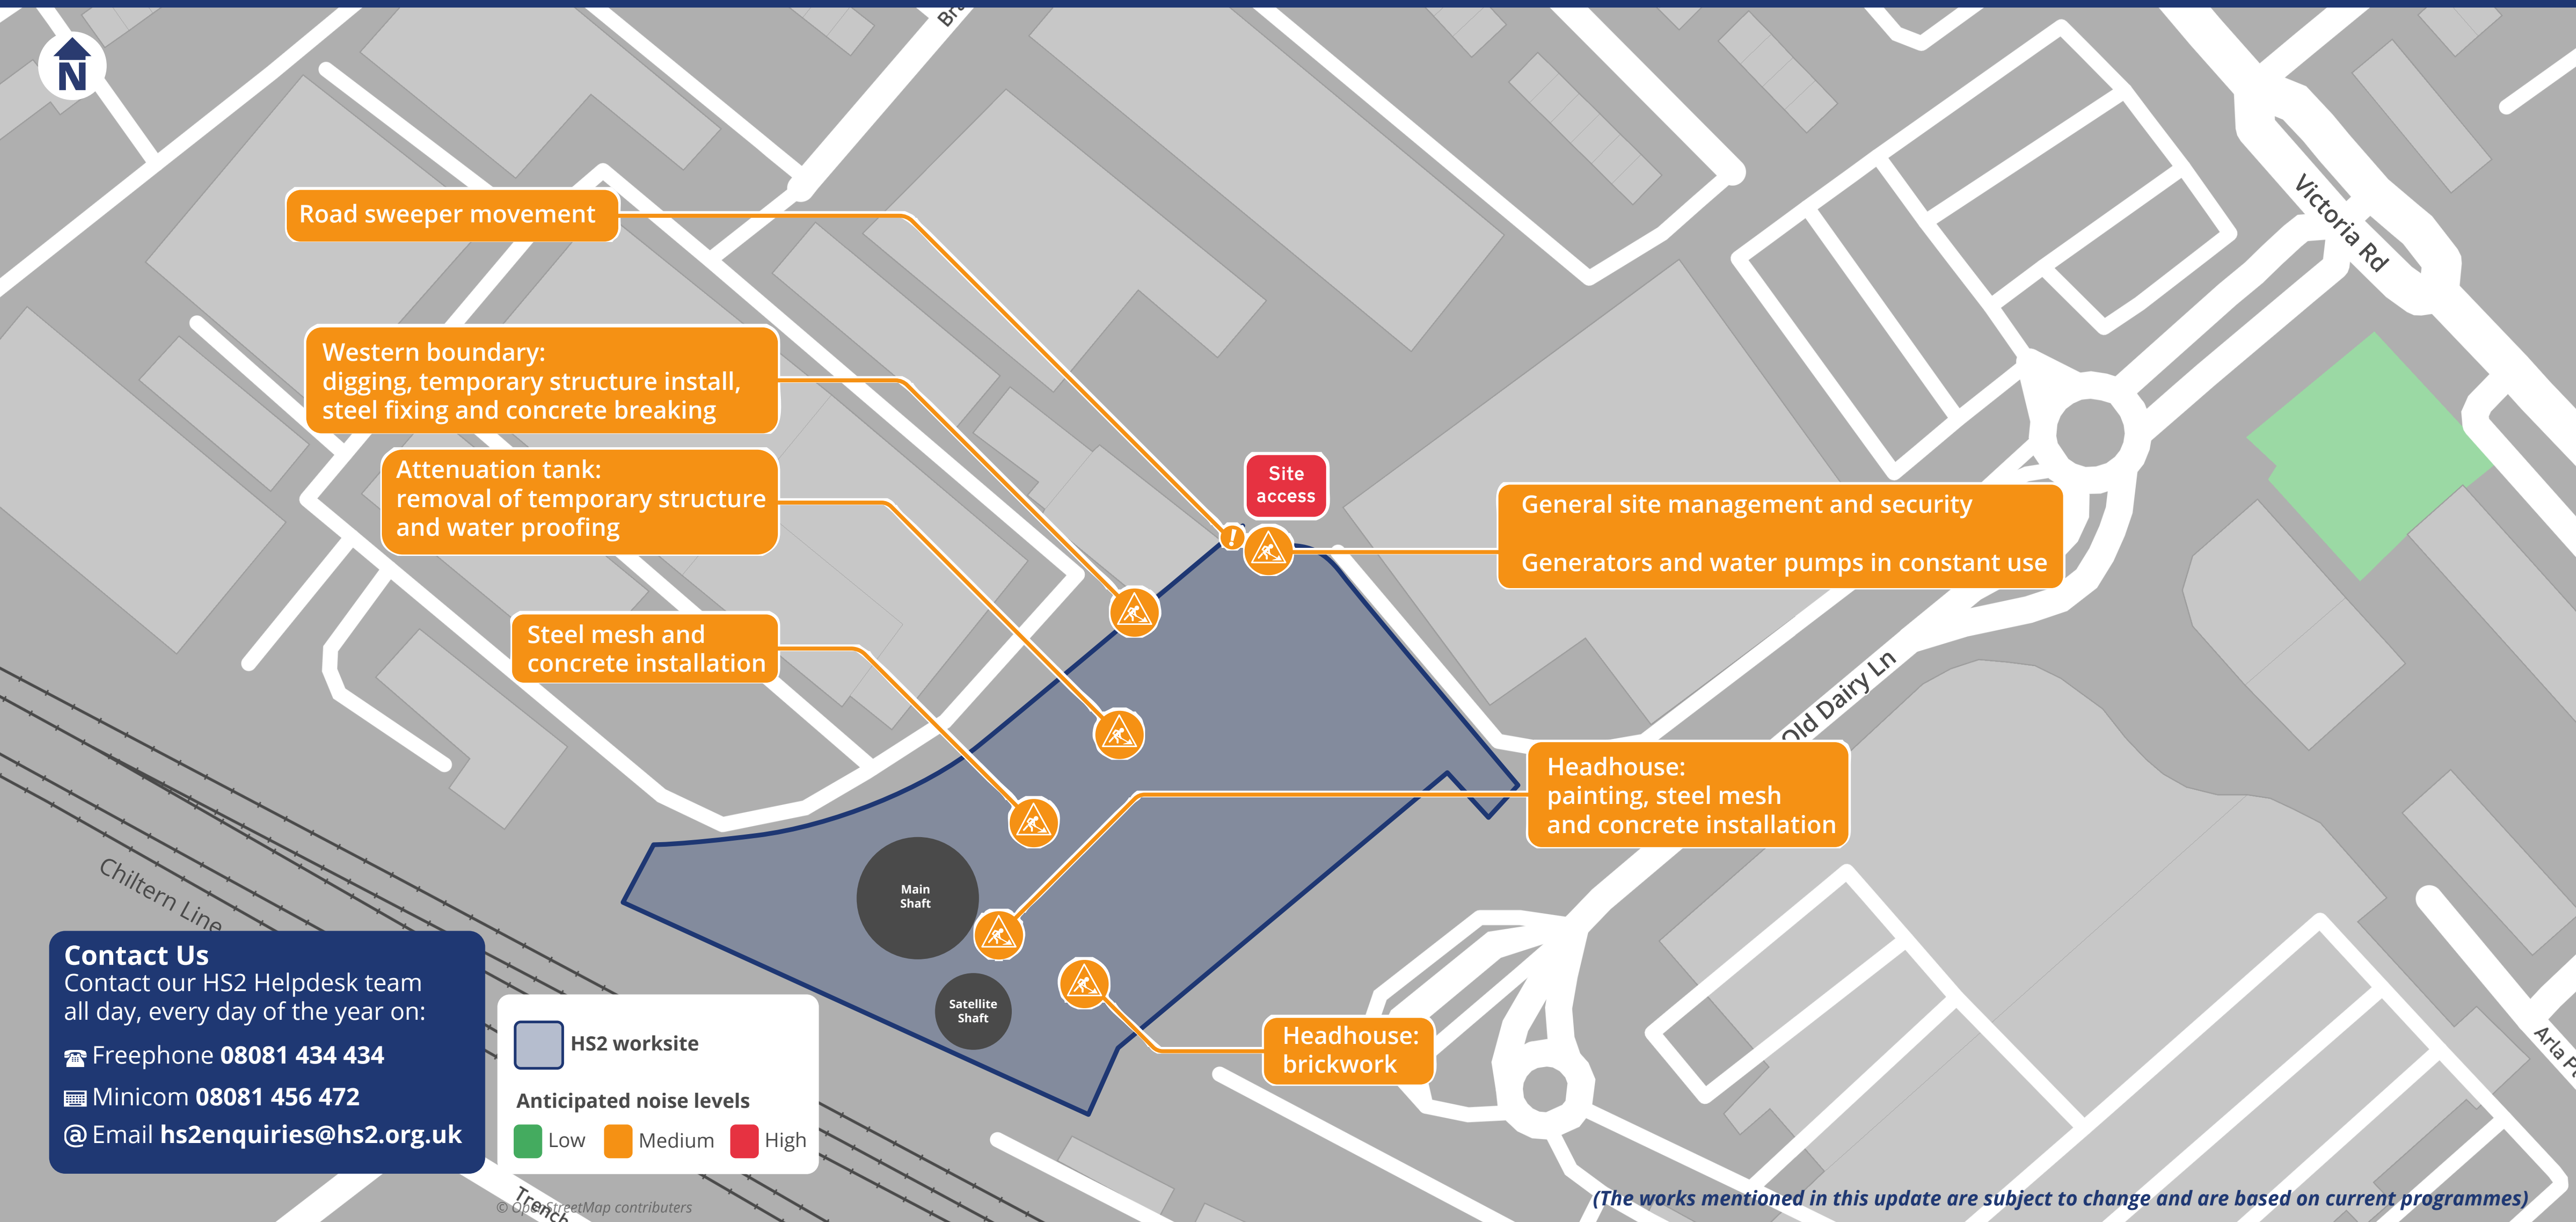 N
Victoria Rd
Road sweeper movement
Western boundary:
digging, temporary structure install,
steel fixing and concrete breaking
Attenuation tank:
removal of temporary structure
and water proofing
Steel mesh and
concrete installation
Site
access
!
General site management and security
Generators and water pumps in constant use
Old Dairy Ln
Headhouse:
painting, steel mesh
and concrete installation
Main
Shaft
Satellite
Shaft
Headhouse:
brickwork
Chiltern Line
Arla
Contact Us
Contact our HS2 Helpdesk team
all day, every day of the year on:
Freephone 08081 434 434
Minicom 08081 456 472
@ Email hs2enquiries@hs2.org.uk
HS2 worksite
Anticipated noise levels
Low Medium High
Trench
© OpenStreetMap contributers
(The works mentioned in this update are subject to change and are based on current programmes)